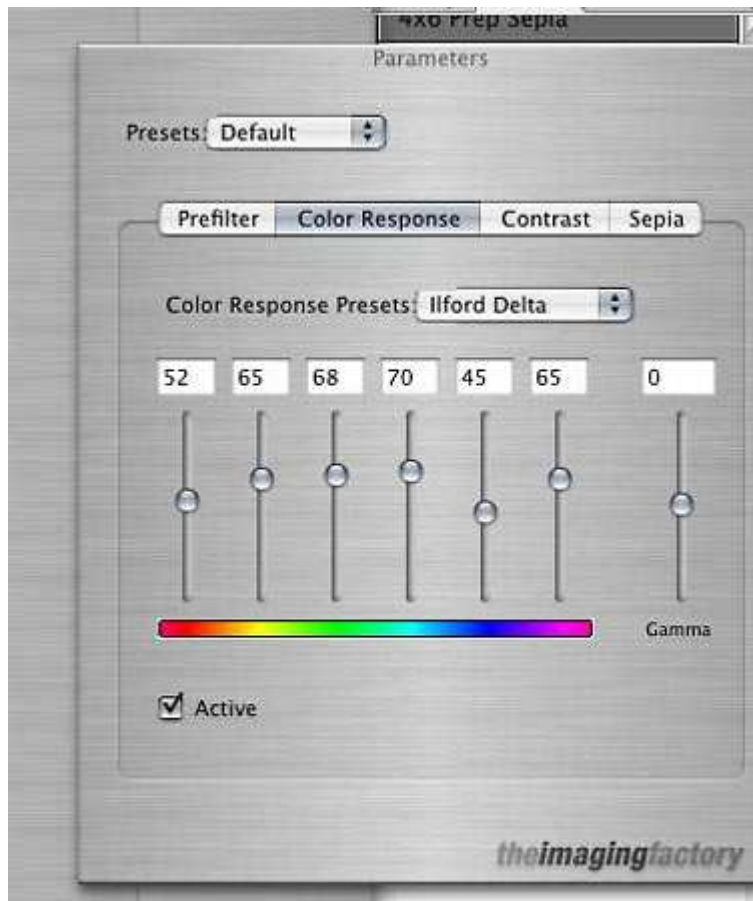 4x6 Prep Sepia
Parameters
Presets: Default
Prefilter Color Response Contrast Sepia
Color Response Presets: Ilford Delta
52 65 68 70 45 65 0
Gamma
Active
theimagingfactory